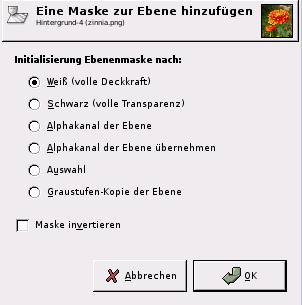 Eine Maske zur Ebene hinzufügen
Hintergrund-4 (zinnia.png)
Initialisierung Ebenenmaske nach:
Weiß (volle Deckkraft)
Schwarz (volle Transparenz)
Alphakanal der Ebene
Alphakanal der Ebene übernehmen
Auswahl
Graustufen-Kopie der Ebene
Maske invertieren
Abbrechen
OK